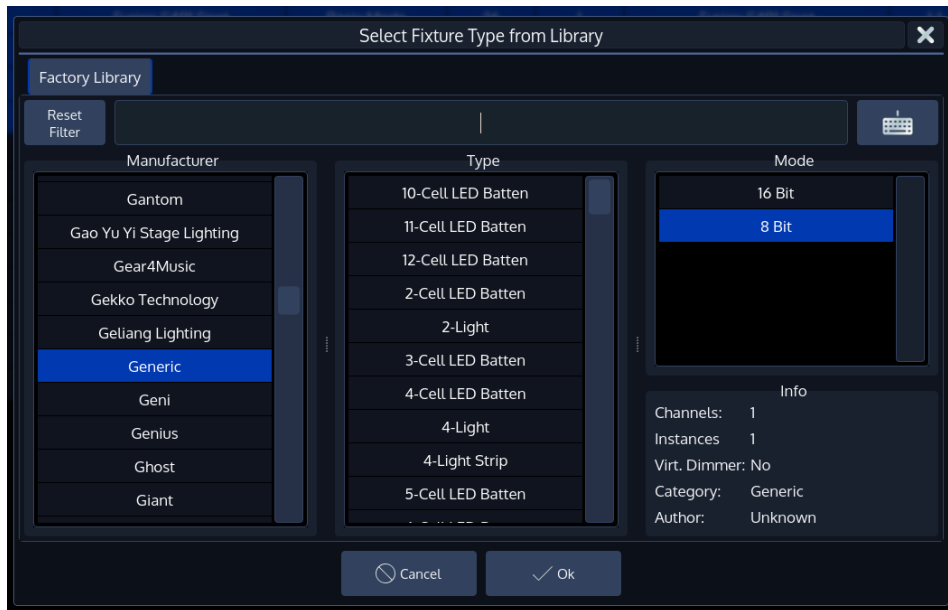 Select Fixture Type from Library
Factory Library
Reset
Filter
Manufacturer
Gantom
Gao Yu Yi Stage Lighting
Gear4Music
Gekko Technology
Geliang Lighting
Generic
Geni
Genius
Ghost
Giant
Type
10-Cell LED Batten
11-Cell LED Batten
12-Cell LED Batten
2-Cell LED Batten
2-Light
3-Cell LED Batten
4-Cell LED Batten
4-Light
4-Light Strip
5-Cell LED Batten
Mode
16 Bit
8 Bit
Info
Channels: 1
Instances 1
Virt. Dimmer: No
Category: Generic
Author: Unknown
Cancel
Ok